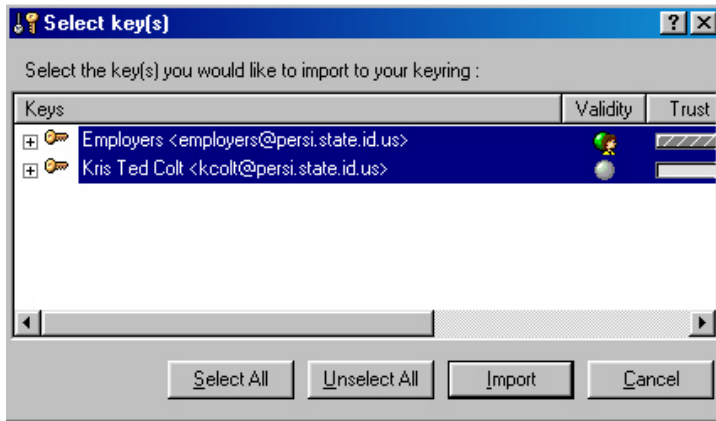 Select key(s)
Select the key(s) you would like to import to your keyring :
Keys Validity Trust
Employers <employers@persi.state.id.us>
Kris Ted Colt <kcolt@persi.state.id.us>
Select All Unselect All Import Cancel